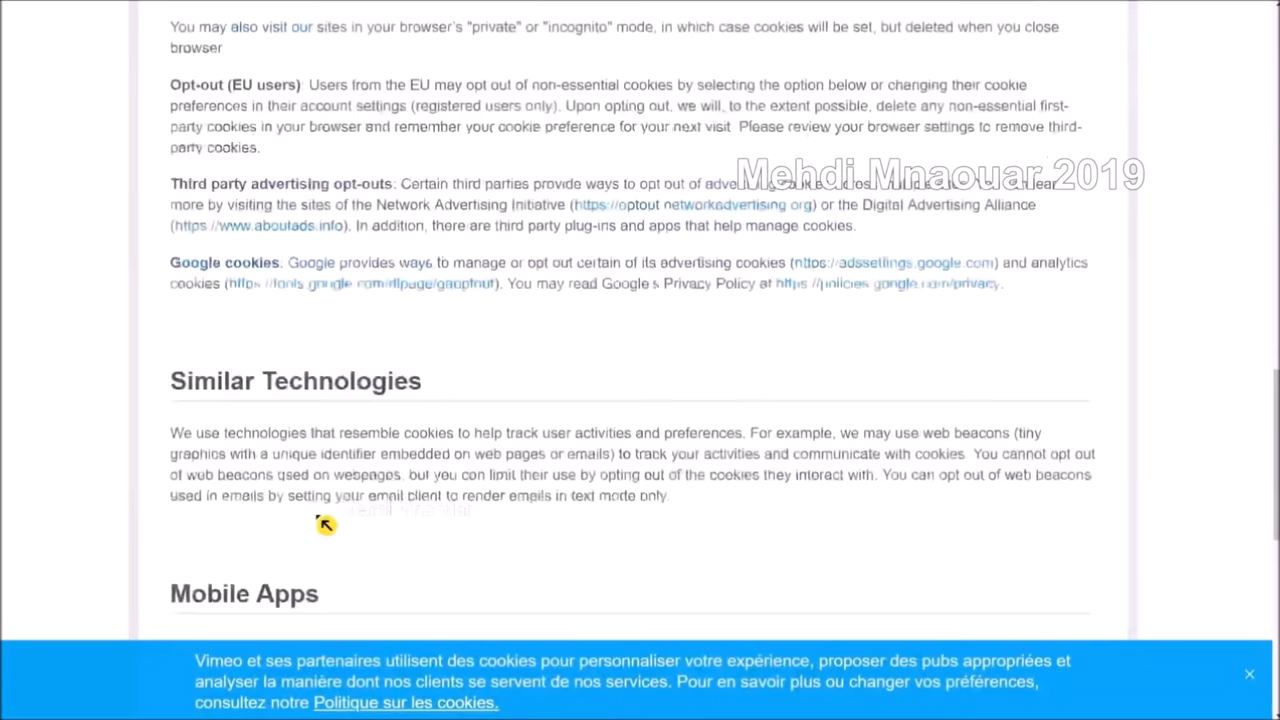 You may also visit our sites in your browser's "private" or "incognito" mode, in which case cookies will be set, but deleted when you close
browser
Opt-out (EU users): Users from the EU may opt out of non-essential cookies by selecting the option below or changing their cookie
preferences in their account settings (registered users only). Upon opting out, we will, to the extent possible, delete any non-essential first-
party cookies in your browser and remember your cookie preference for your next visit. Please review your browser settings to remove third-
party cookies.
Mehdi Mnaouar 2019
Third party advertising opt-outs: Certain third parties provide ways to opt out of
more by visiting the sites of the Network Advertising Initiative (https://optout.networkadvertising.org) or the Digital Advertising Alliance
(https://www.aboutads.info). In addition, there are third party plug-ins and apps that help manage cookies.
Google cookies. Google provides ways to manage or opt out certain of its advertising cookies (https://adssettings.google.com) and analytics
cookies (https://tools.google.com/dlpage/gaoptout). You may read Google's Privacy Policy at https://policies.google.com/privacy.
Similar Technologies
We use technologies that resemble cookies to help track user activities and preferences. For example, we may use web beacons (tiny
graphics with a unique identifier embedded on web pages or emails) to track your activities and communicate with cookies. You cannot opt out
of web beacons used on webpages, but you can limit their use by opting out of the cookies they interact with. You can opt out of web beacons
used in emails by setting your email client to render emails in text mode only.
Mobile Apps
Vimeo et ses partenaires utilisent des cookies pour personnaliser votre expérience, proposer des pubs appropriées et
analyser la manière dont nos clients se servent de nos services. Pour en savoir plus ou changer vos préférences,
consultez notre Politique sur les cookies.